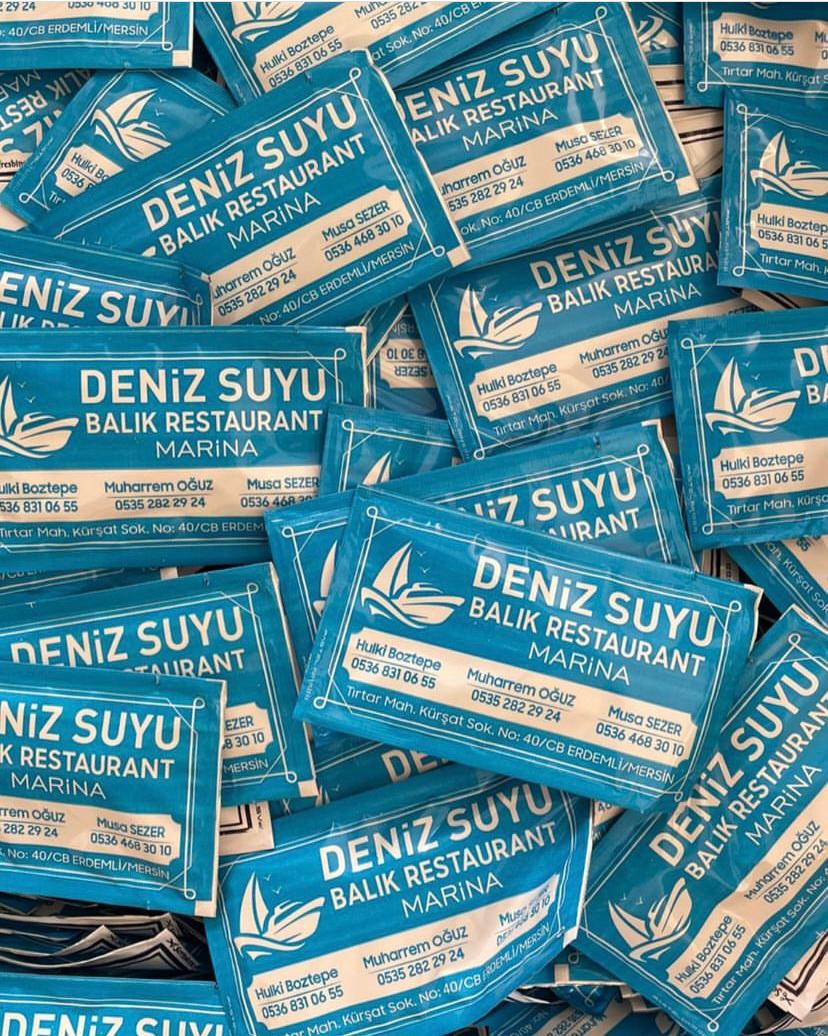 DENiZ SUYU
BALIK RESTAURANT
MARiNA
Hulki Boztepe
0536 831 06 55
Muharrem OĞUZ
0535 282 29 24
Musa SEZER
0536 468 30 10
Tırtar Mah. Kürşat Sok. No: 40/CB ERDEMLİ/MERSİN